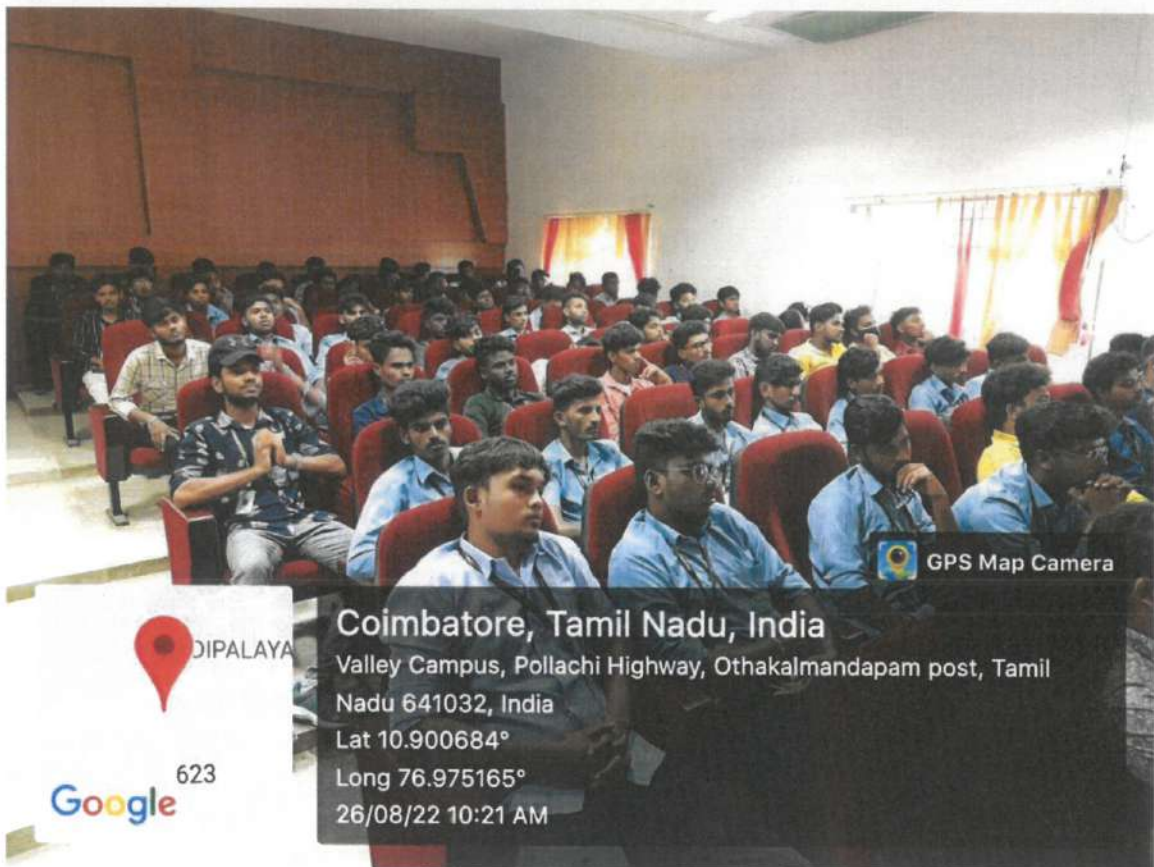 GPS Map Camera
Coimbatore, Tamil Nadu, India
Valley Campus, Pollachi Highway, Othakalmandapam post, Tamil
Nadu 641032, India
Lat 10.900684°
Long 76.975165°
26/08/22 10:21 AM
DIPALAYA
623
Google